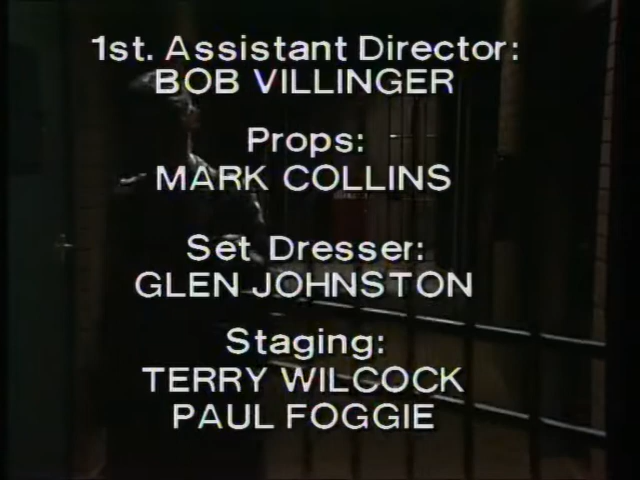 1st. Assistant Director:
BOB VILLINGER
Props:
MARK COLLINS
Set Dresser:
GLEN JOHNSTON
Staging:
TERRY WILCOCK
PAUL FOGGIE